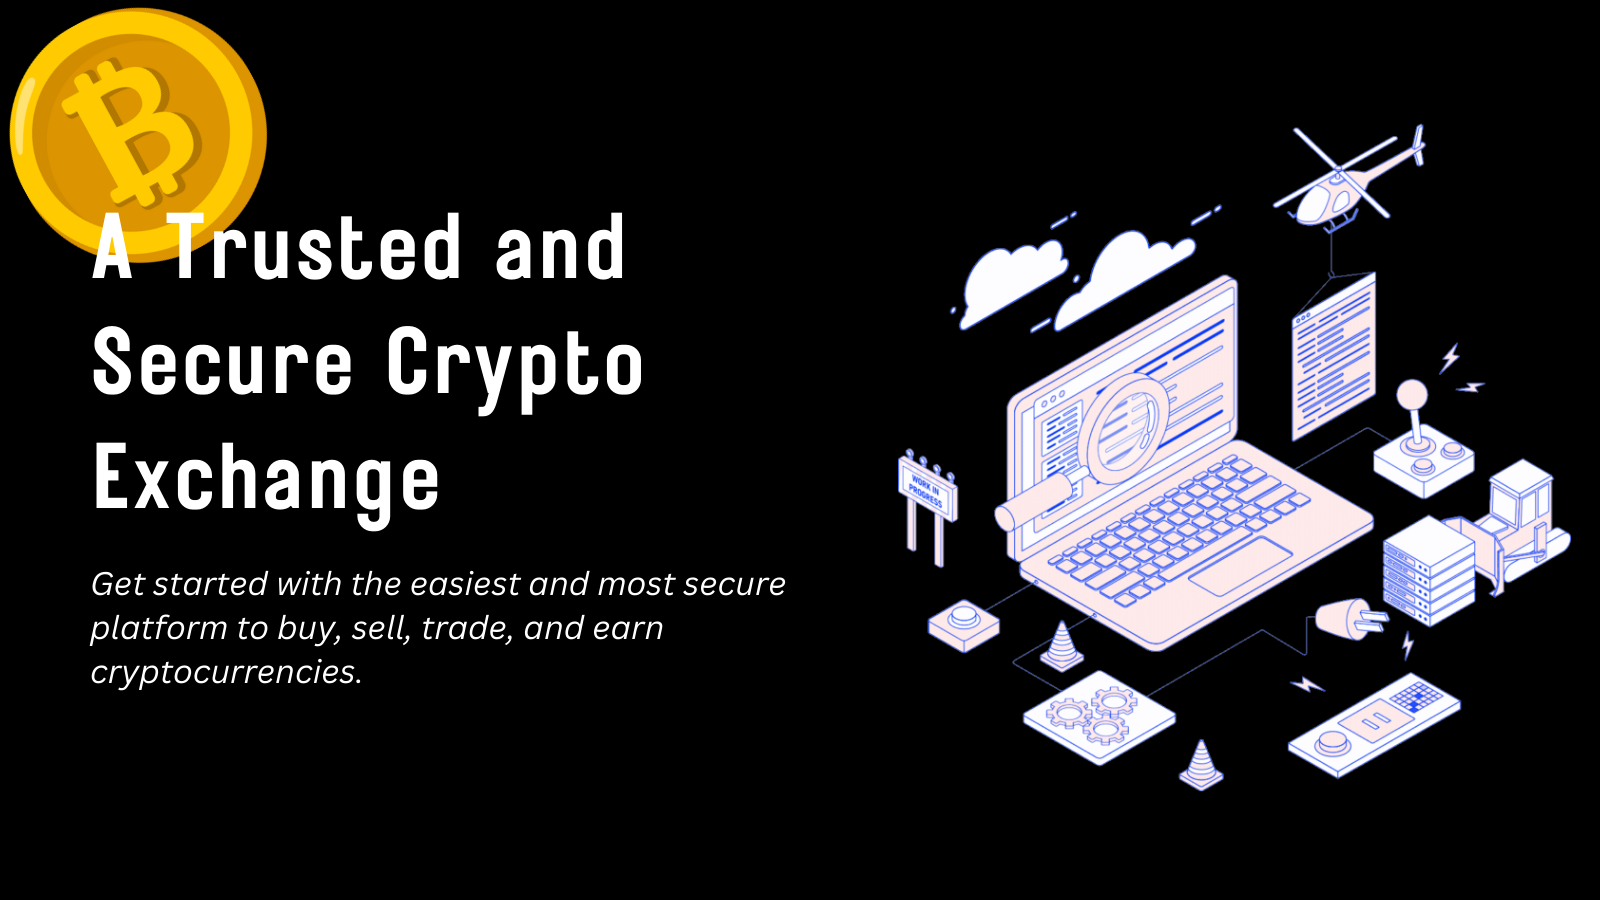 A Trusted and
Secure Crypto
Exchange
Get started with the easiest and most secure
platform to buy, sell, trade, and earn
cryptocurrencies.
WORK IN
PROGRESS